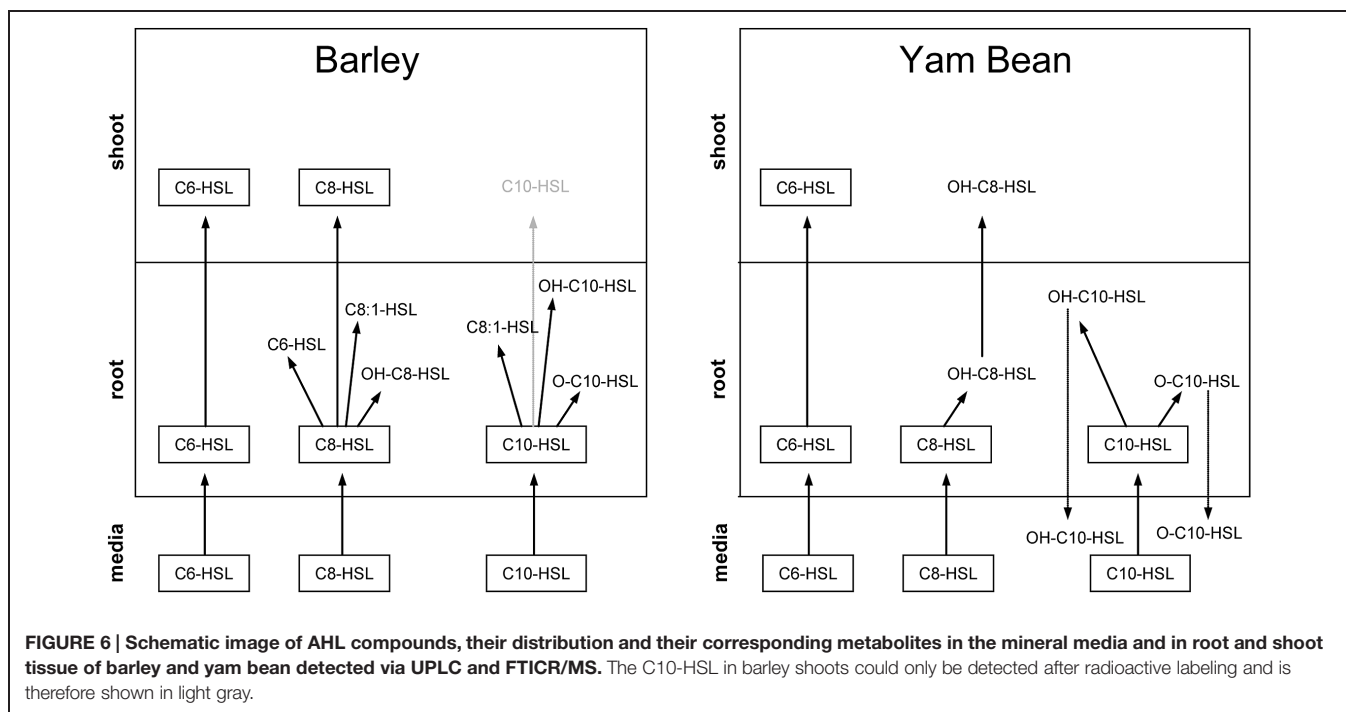 Barley
shoot
C6-HSL
C8-HSL
C10-HSL
root
OH-C10-HSL
C8:1-HSL
C8:1-HSL
C6-HSL
OH-C8-HSL
O-C10-HSL
C6-HSL
C8-HSL
C10-HSL
media
C6-HSL
C8-HSL
C10-HSL
Yam Bean
shoot
C6-HSL
OH-C8-HSL
root
OH-C10-HSL
OH-C8-HSL
O-C10-HSL
C6-HSL
C8-HSL
C10-HSL
media
OH-C10-HSL
O-C10-HSL
C6-HSL
C8-HSL
C10-HSL
FIGURE 6 | Schematic image of AHL compounds, their distribution and their corresponding metabolites in the mineral media and in root and shoot
tissue of barley and yam bean detected via UPLC and FTICR/MS. The C10-HSL in barley shoots could only be detected after radioactive labeling and is
therefore shown in light gray.